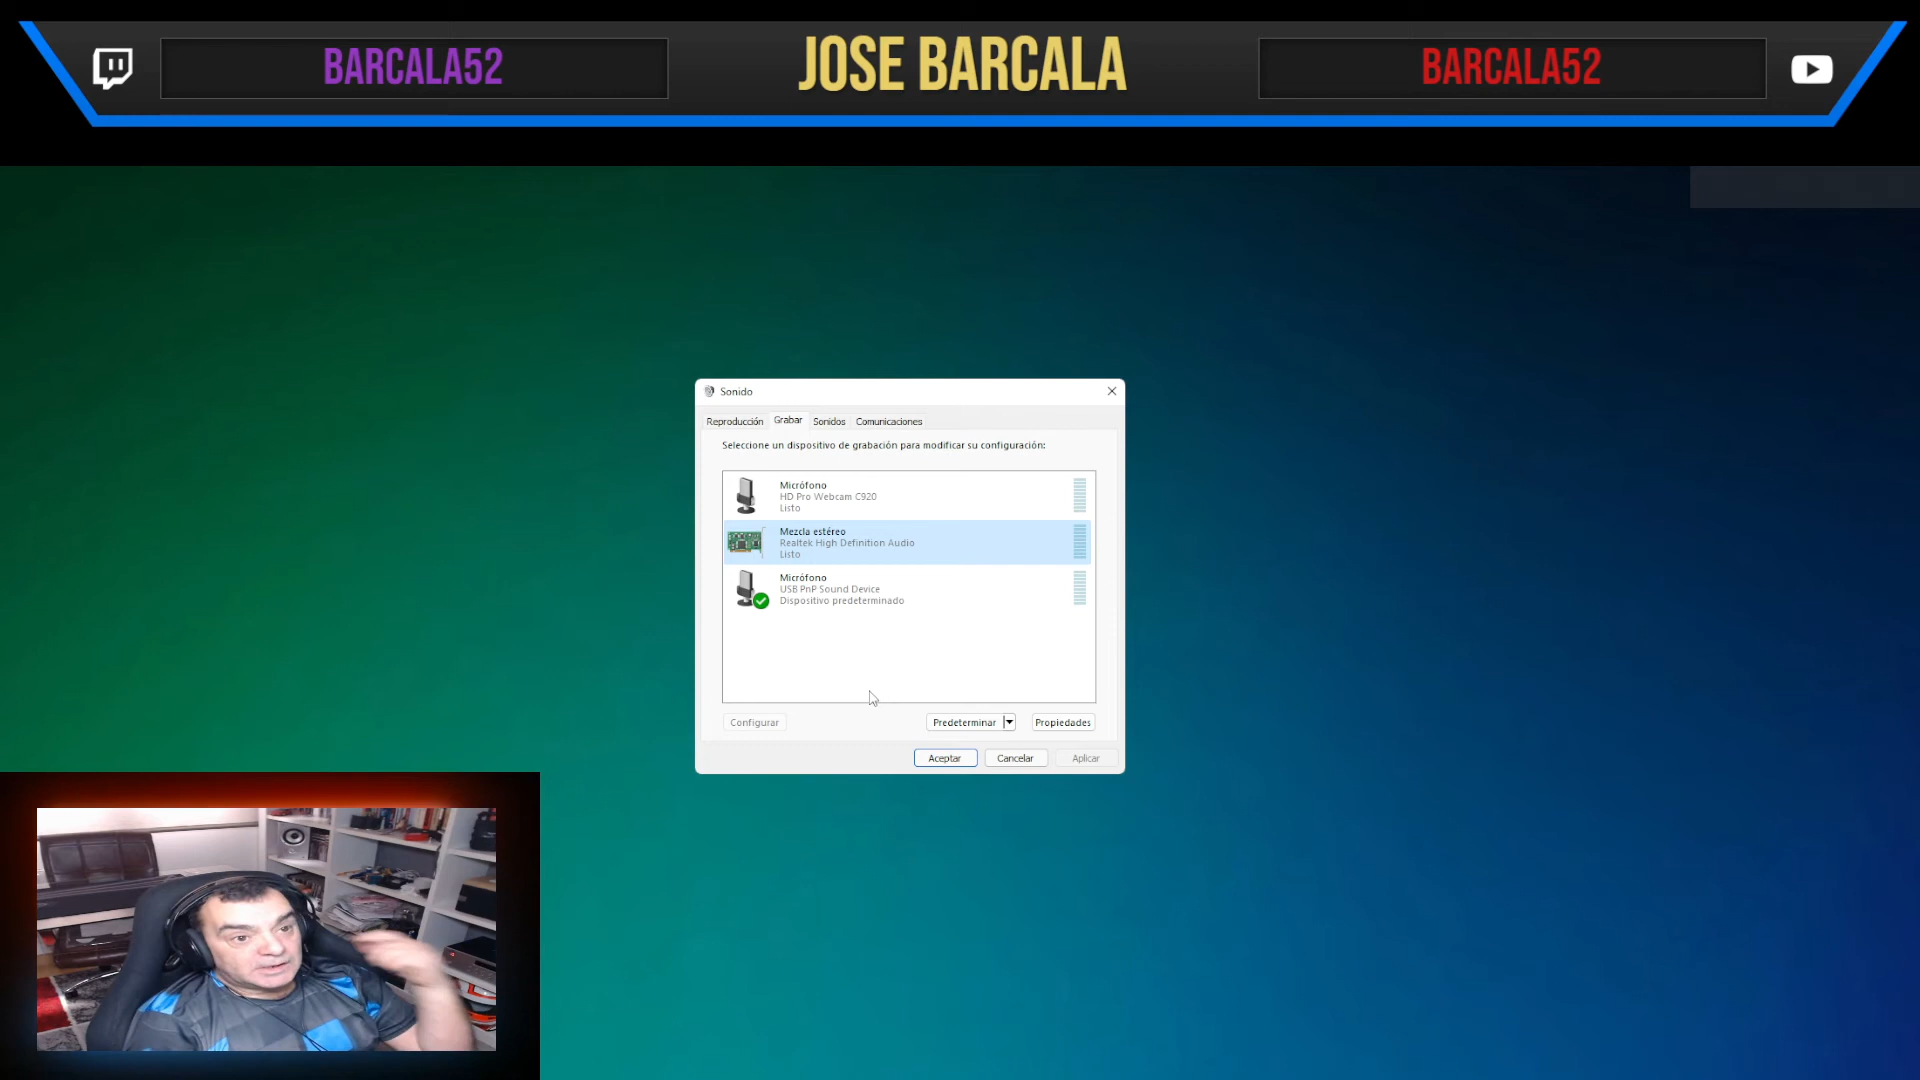 BARCALA52
JOSE BARCALA
BARCALA52
Sonido
Reproducción Grabar Sonidos Comunicaciones
Seleccione un dispositivo de grabación para modificar su configuración:
Micrófono
HD Pro Webcam C920
Listo
Mezcla estéreo
Realtek High Definition Audio
Listo
Micrófono
USB PnP Sound Device
Dispositivo predeterminado
Configurar Predeterminar Propiedades
Aceptar Cancelar Aplicar